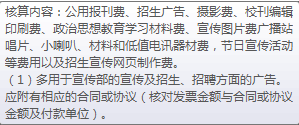 核算内容：公用报刊费、招生广告、摄影费、校刊编辑
印刷费、政治思想教育学习材料费、宣传图片费广播站
唱片、小喇叭、材料和低值电讯器材费，节日宣传活动
等费用以及招生宣传网页制作费。
（1）多用于宣传部的宣传及招生、招聘方面的广告。
应附有相应的合同或协议（核对发票金额与合同或协议
金额及付款单位）。